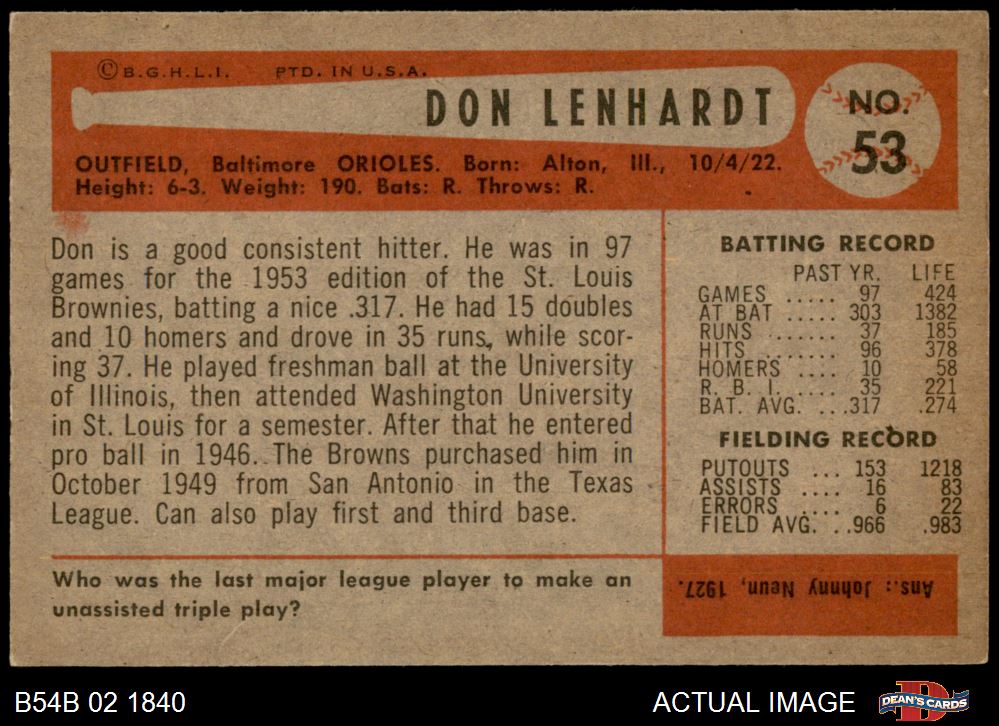 © B.G.H.L.I. PTD. IN U.S.A.
DON LENHARDT
NO.
53
OUTFIELD, Baltimore ORIOLES. Born: Alton, Ill., 10/4/22.
Height: 6-3. Weight: 190. Bats: R. Throws: R.
Don is a good consistent hitter. He was in 97
games for the 1953 edition of the St. Louis
Brownies, batting a nice .317. He had 15 doubles
and 10 homers and drove in 35 runs, while scor-
ing 37. He played freshman ball at the University
of Illinois, then attended Washington University
in St. Louis for a semester. After that he entered
pro ball in 1946. The Browns purchased him in
October 1949 from San Antonio in the Texas
League. Can also play first and third base.
BATTING RECORD
PAST YR. LIFE
GAMES ..... 97 424
AT BAT ..... 303 1382
RUNS ....... 37 185
HITS ........ 96 378
HOMERS .... 10 58
R. B. I. ..... 35 221
BAT. AVG. ...317 .274
FIELDING RECORD
PUTOUTS ... 153 1218
ASSISTS .... 16 83
ERRORS .... 6 22
FIELD AVG. ..966 .983
Who was the last major league player to make an
unassisted triple play?
Ans.: Johnny Neun, 1927.
B54B 02 1840
ACTUAL IMAGE
DEAN'S CARDS